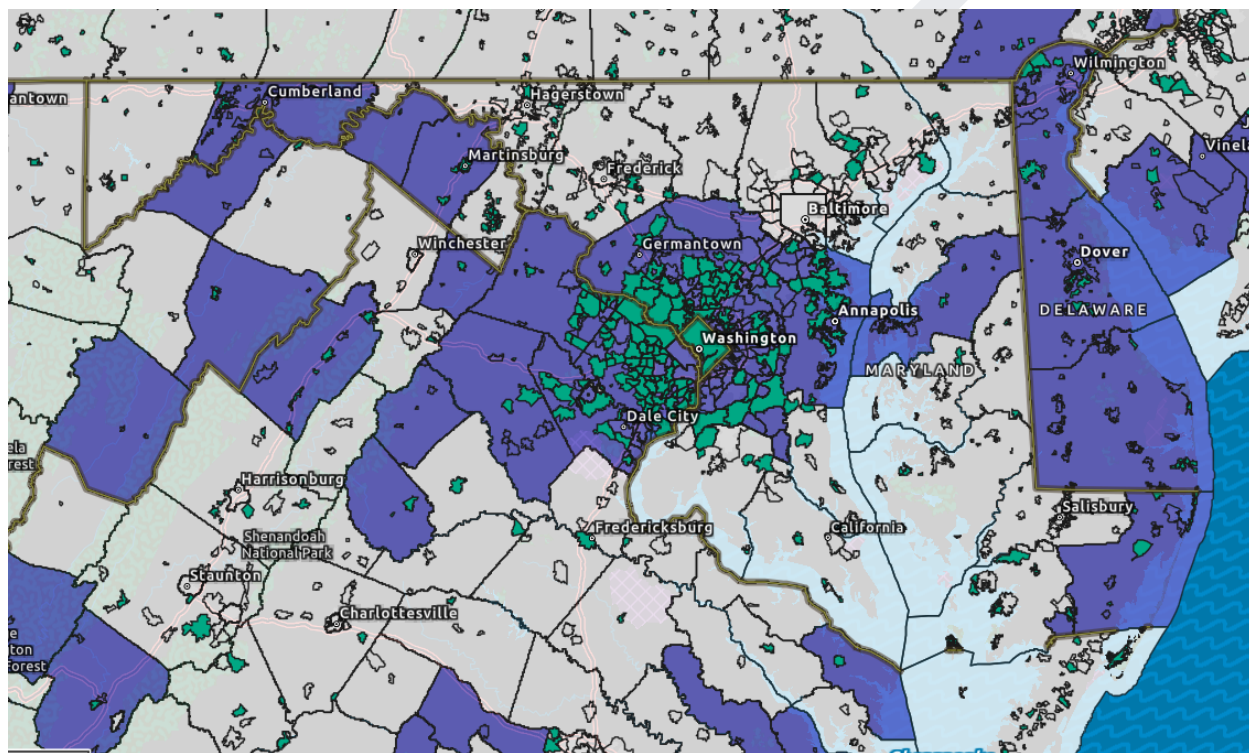 Wilmington
antown
Cumberland
Hagerstown
Vinela
Martinsburg
Frederick
Baltimore
Winchester
Germantown
Dover
DELAWARE
Annapolis
Washington
MARYLAND
Dale City
ela
rest
Harrisonburg
Salisbury
Fredericksburg
California
Shenandoah
National Park
Staunton
Charlottesville
ton
Forest